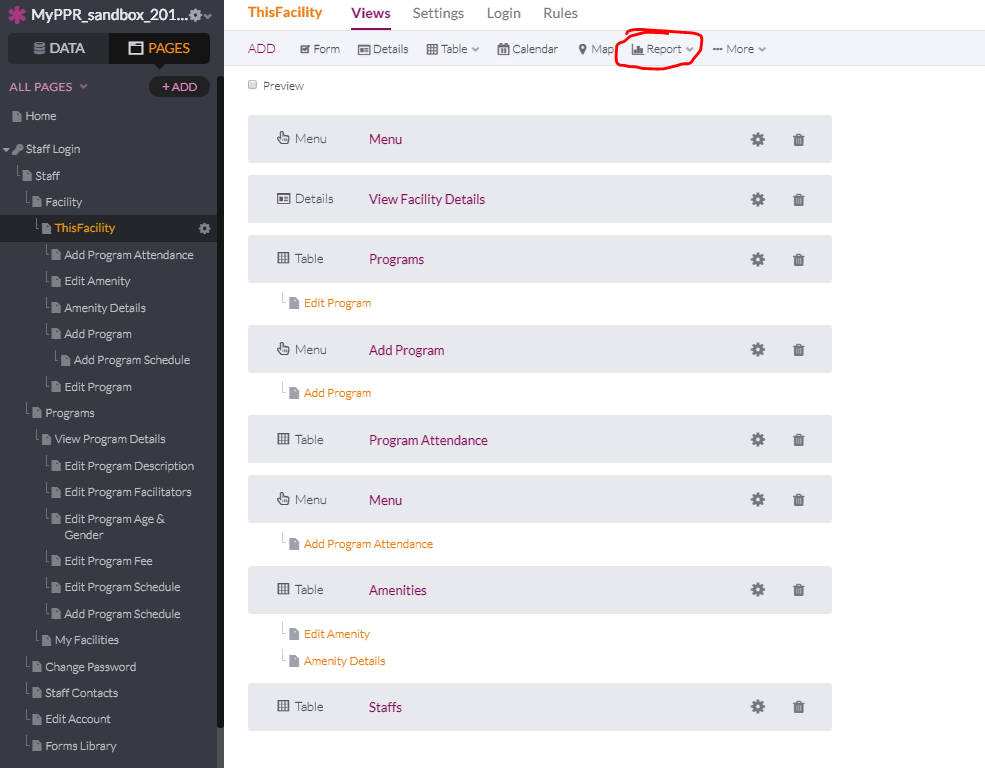 MyPPR_sandbox_201...
DATA
PAGES
ALL PAGES
+ ADD
Home
Staff Login
Staff
Facility
ThisFacility
Add Program Attendance
Edit Amenity
Amenity Details
Add Program
Add Program Schedule
Edit Program
Programs
View Program Details
Edit Program Description
Edit Program Facilitators
Edit Program Age &
Gender
Edit Program Fee
Edit Program Schedule
Add Program Schedule
My Facilities
Change Password
Staff Contacts
Edit Account
Forms Library
ThisFacility Views Settings Login Rules
ADD Form Details Table Calendar Map Report More
Preview
Menu Menu
Details View Facility Details
Table Programs
Edit Program
Menu Add Program
Add Program
Table Program Attendance
Menu Menu
Add Program Attendance
Table Amenities
Edit Amenity
Amenity Details
Table Staffs